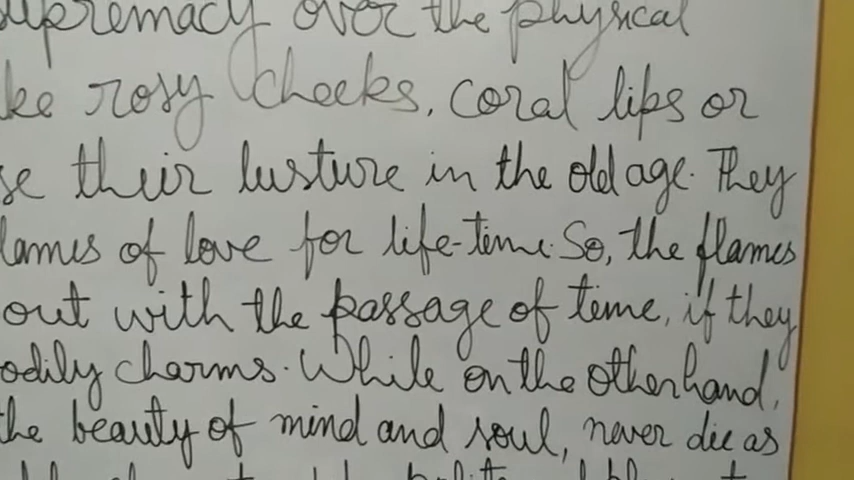 supremacy over the physical
ke rosy cheeks, coral lips or
se their lusture in the old age. They
lames of love for life-time. So, the flames
out with the passage of time, if they
odily charms. While on the other hand,
the beauty of mind and soul, never die as